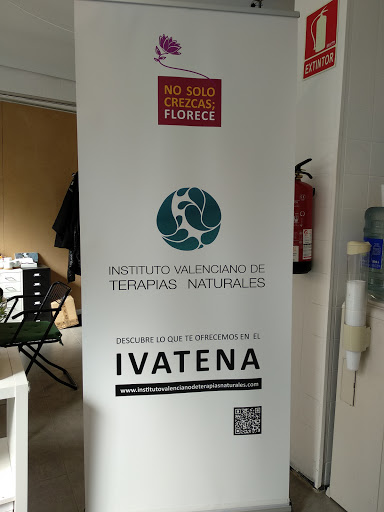 NO SOLO
CREZCAS;
FLORECE
EXTINTOR
INSTITUTO VALENCIANO DE
TERAPIAS NATURALES
DESCUBRE LO QUE TE OFRECEMOS EN EL
IVATENA
www.institutovalencianodeterapiasnaturales.com